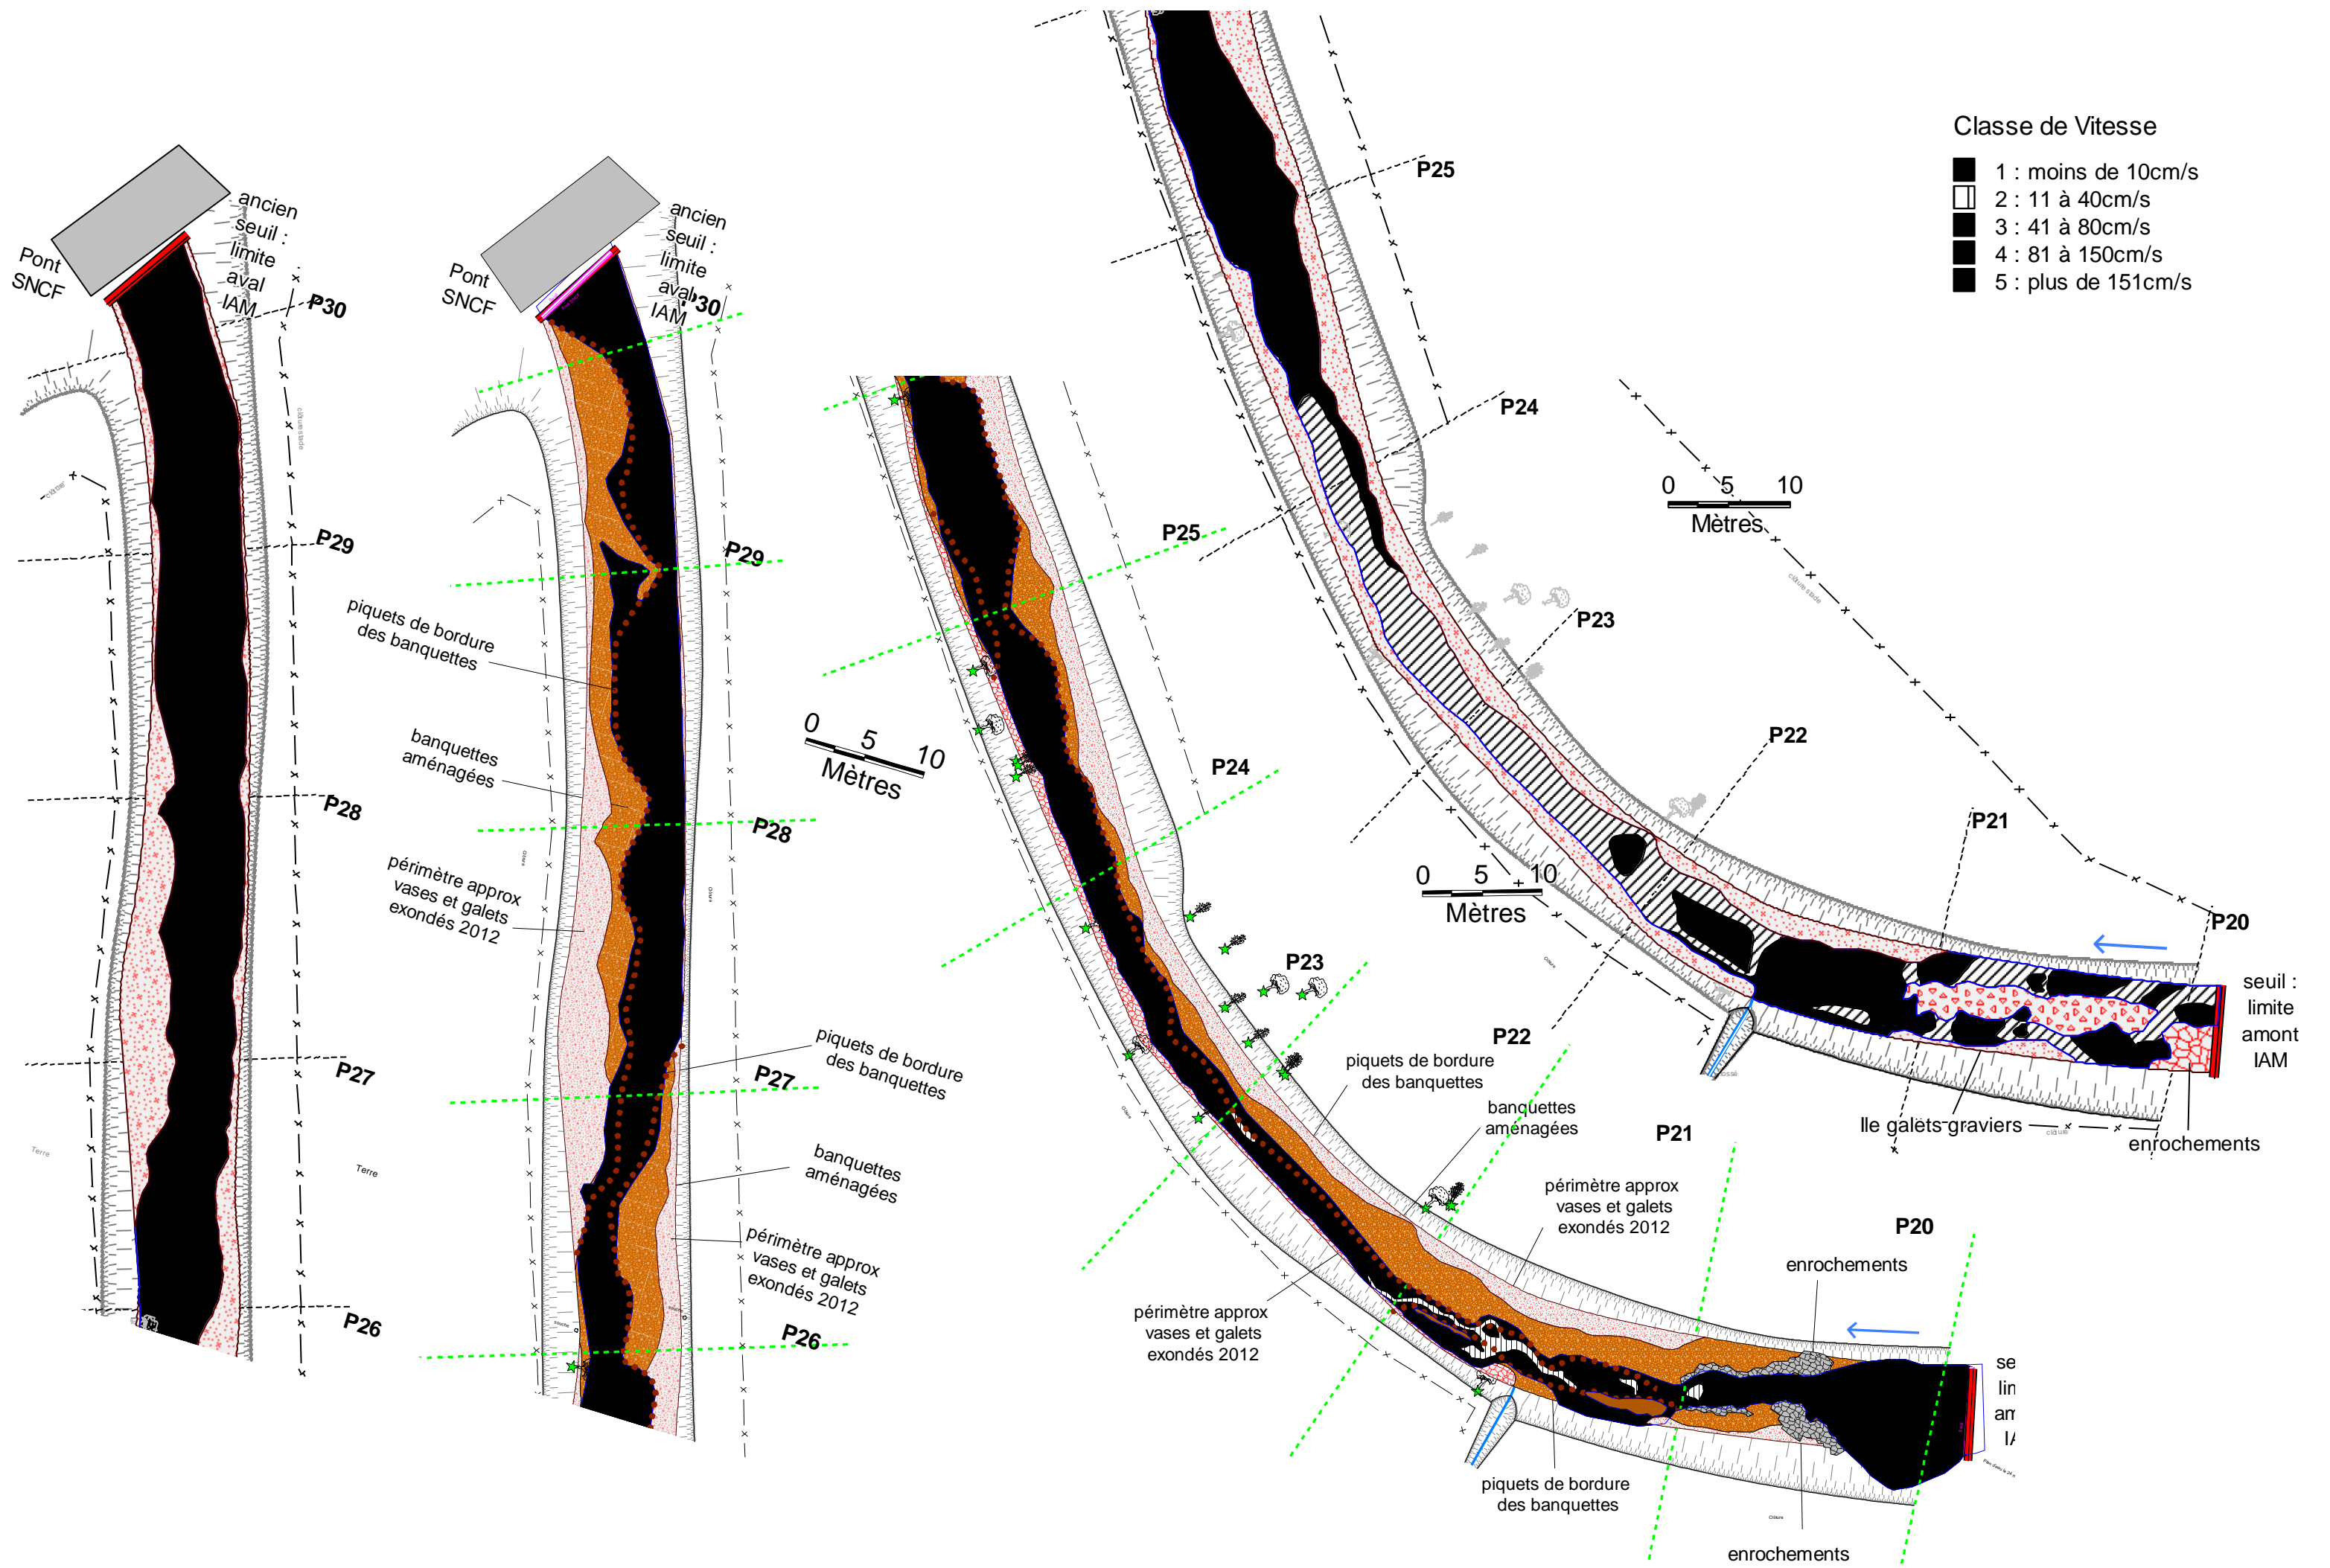 Classe de Vitesse
1 : moins de 10cm/s
2 : 11 à 40cm/s
3 : 41 à 80cm/s
4 : 81 à 150cm/s
5 : plus de 151cm/s
Pont
SNCF
ancien
seuil :
limite
aval
IAM
P30
clôture
P29
P28
P27
P26
Terre
Terre
Pont
SNCF
ancien
seuil :
limite
aval
IAM
P30
P29
piquets de bordure
des banquettes
banquettes
aménagées
P28
périmètre approx
vases et galets
exondés 2012
P27
piquets de bordure
des banquettes
banquettes
aménagées
périmètre approx
vases et galets
exondés 2012
P26
0 5 10
Mètres
P25
P24
P23
P22
P21
P20
piquets de bordure
des banquettes
banquettes
aménagées
périmètre approx
vases et galets
exondés 2012
enrochements
périmètre approx
vases et galets
exondés 2012
piquets de bordure
des banquettes
enrochements
se
lin
am
IA
P25
P24
0 5 10
Mètres
P23
P22
0 5 10
Mètres
P21
P20
seuil :
limite
amont
IAM
Ile galets-graviers
clôture
enrochements